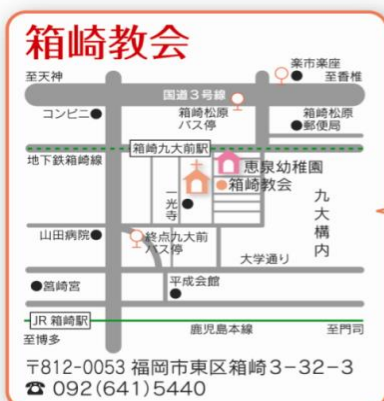 箱崎教会
楽市楽座
至天神
至香椎
国道3号線
コンビニ
箱崎松原
バス停
箱崎松原
郵便局
箱崎九大前駅
地下鉄箱崎線
恵泉幼稚園
箱崎教会
一光寺
九大構内
山田病院
終点九大前
バス停
大学通り
筥崎宮
平成会館
JR 箱崎駅
至博多
鹿児島本線
至門司
〒812-0053 福岡市東区箱崎3-32-3
☎ 092(641)5440